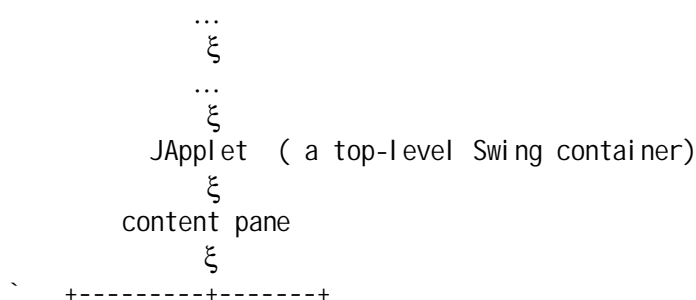 ...
ξ
...
ξ
JApplet ( a top-level Swing container)
ξ
content pane
ξ
` +---------+-------+